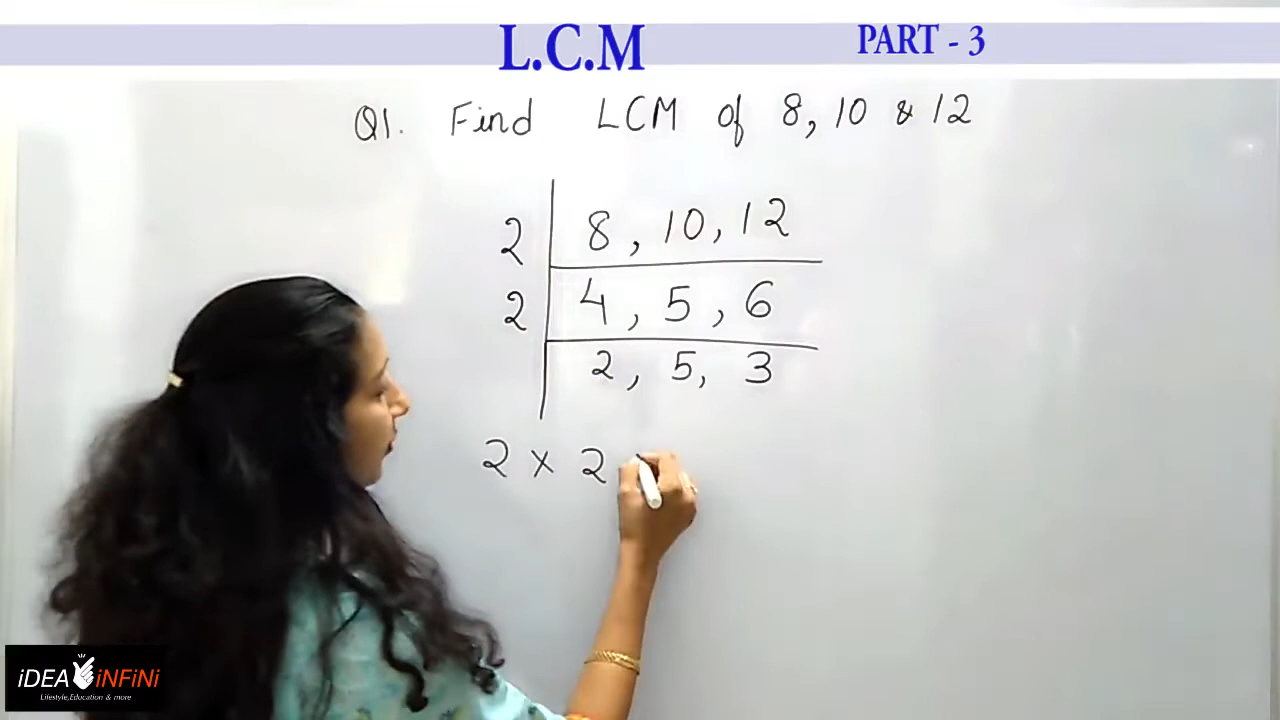 L.C.M
PART - 3
Q1. Find LCM of 8, 10 & 12
2 8, 10, 12
2 4, 5, 6
2, 5, 3
2 × 2
iDEA iNFiNi
Lifestyle,Education & more